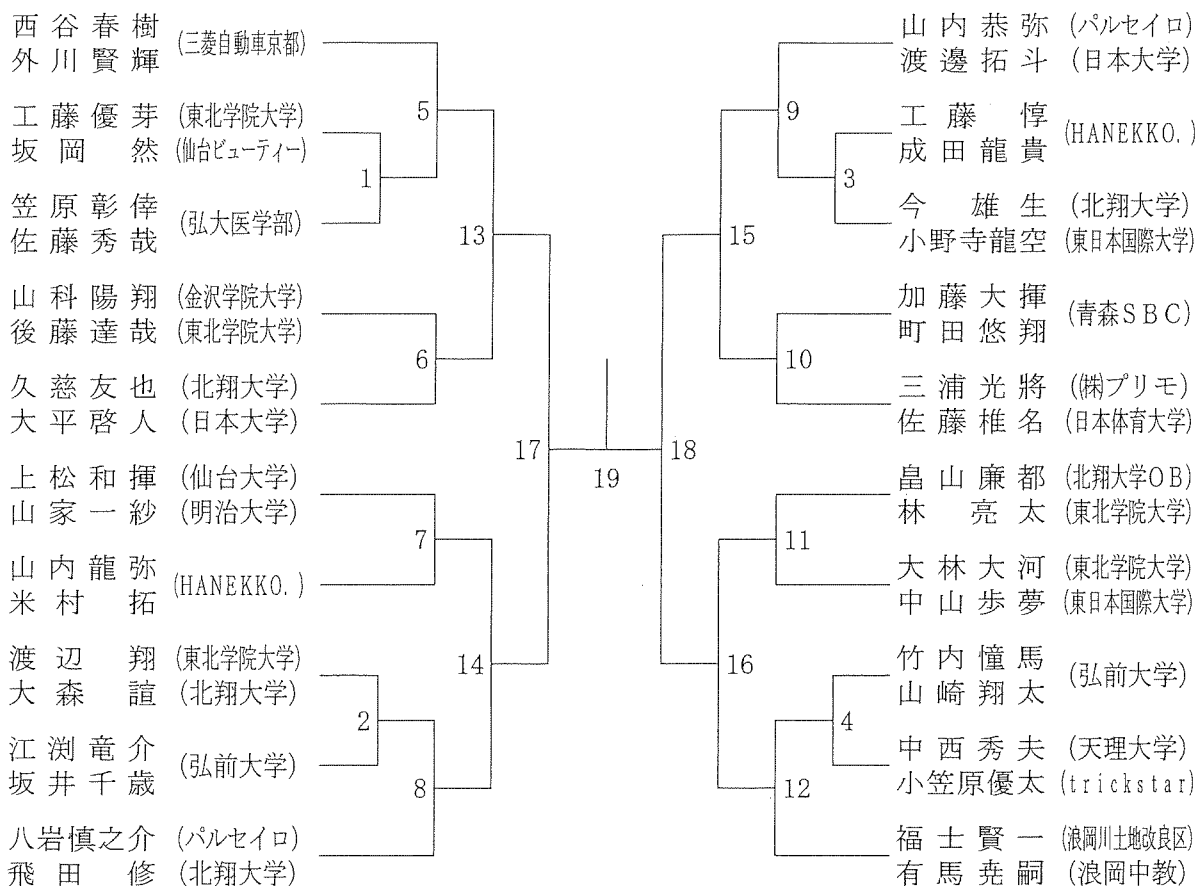 西谷春樹 (三菱自動車京都)
外川賢輝
工藤優芽 (東北学院大学)
坂岡然 (仙台ビューティー)
笠原彰倖 (弘大医学部)
佐藤秀哉
山科陽翔 (金沢学院大学)
後藤達哉 (東北学院大学)
久慈友也 (北翔大学)
大平啓人 (日本大学)
上松和揮 (仙台大学)
山家一紗 (明治大学)
山内龍弥 (HANEKKO.)
米村拓
渡辺翔 (東北学院大学)
大森諠 (北翔大学)
江渕竜介 (弘前大学)
坂井千歳
八岩慎之介 (パルセイロ)
飛田修 (北翔大学)
5
1
13
6
17
7
14
2
8
19
山内恭弥 (パルセイロ)
渡邊拓斗 (日本大学)
工藤惇 (HANEKKO.)
成田龍貴
今雄生 (北翔大学)
小野寺龍空 (東日本国際大学)
加藤大揮 (青森SBC)
町田悠翔
三浦光將 (㈱プリモ)
佐藤椎名 (日本体育大学)
畠山廉都 (北翔大学OB)
林亮太 (東北学院大学)
大林大河 (東北学院大学)
中山歩夢 (東日本国際大学)
竹内憧馬 (弘前大学)
山崎翔太
中西秀夫 (天理大学)
小笠原優太 (trickstar)
福士賢一 (浪岡川土地改良区)
有馬尭嗣 (浪岡中教)
9
3
15
10
18
11
16
4
12